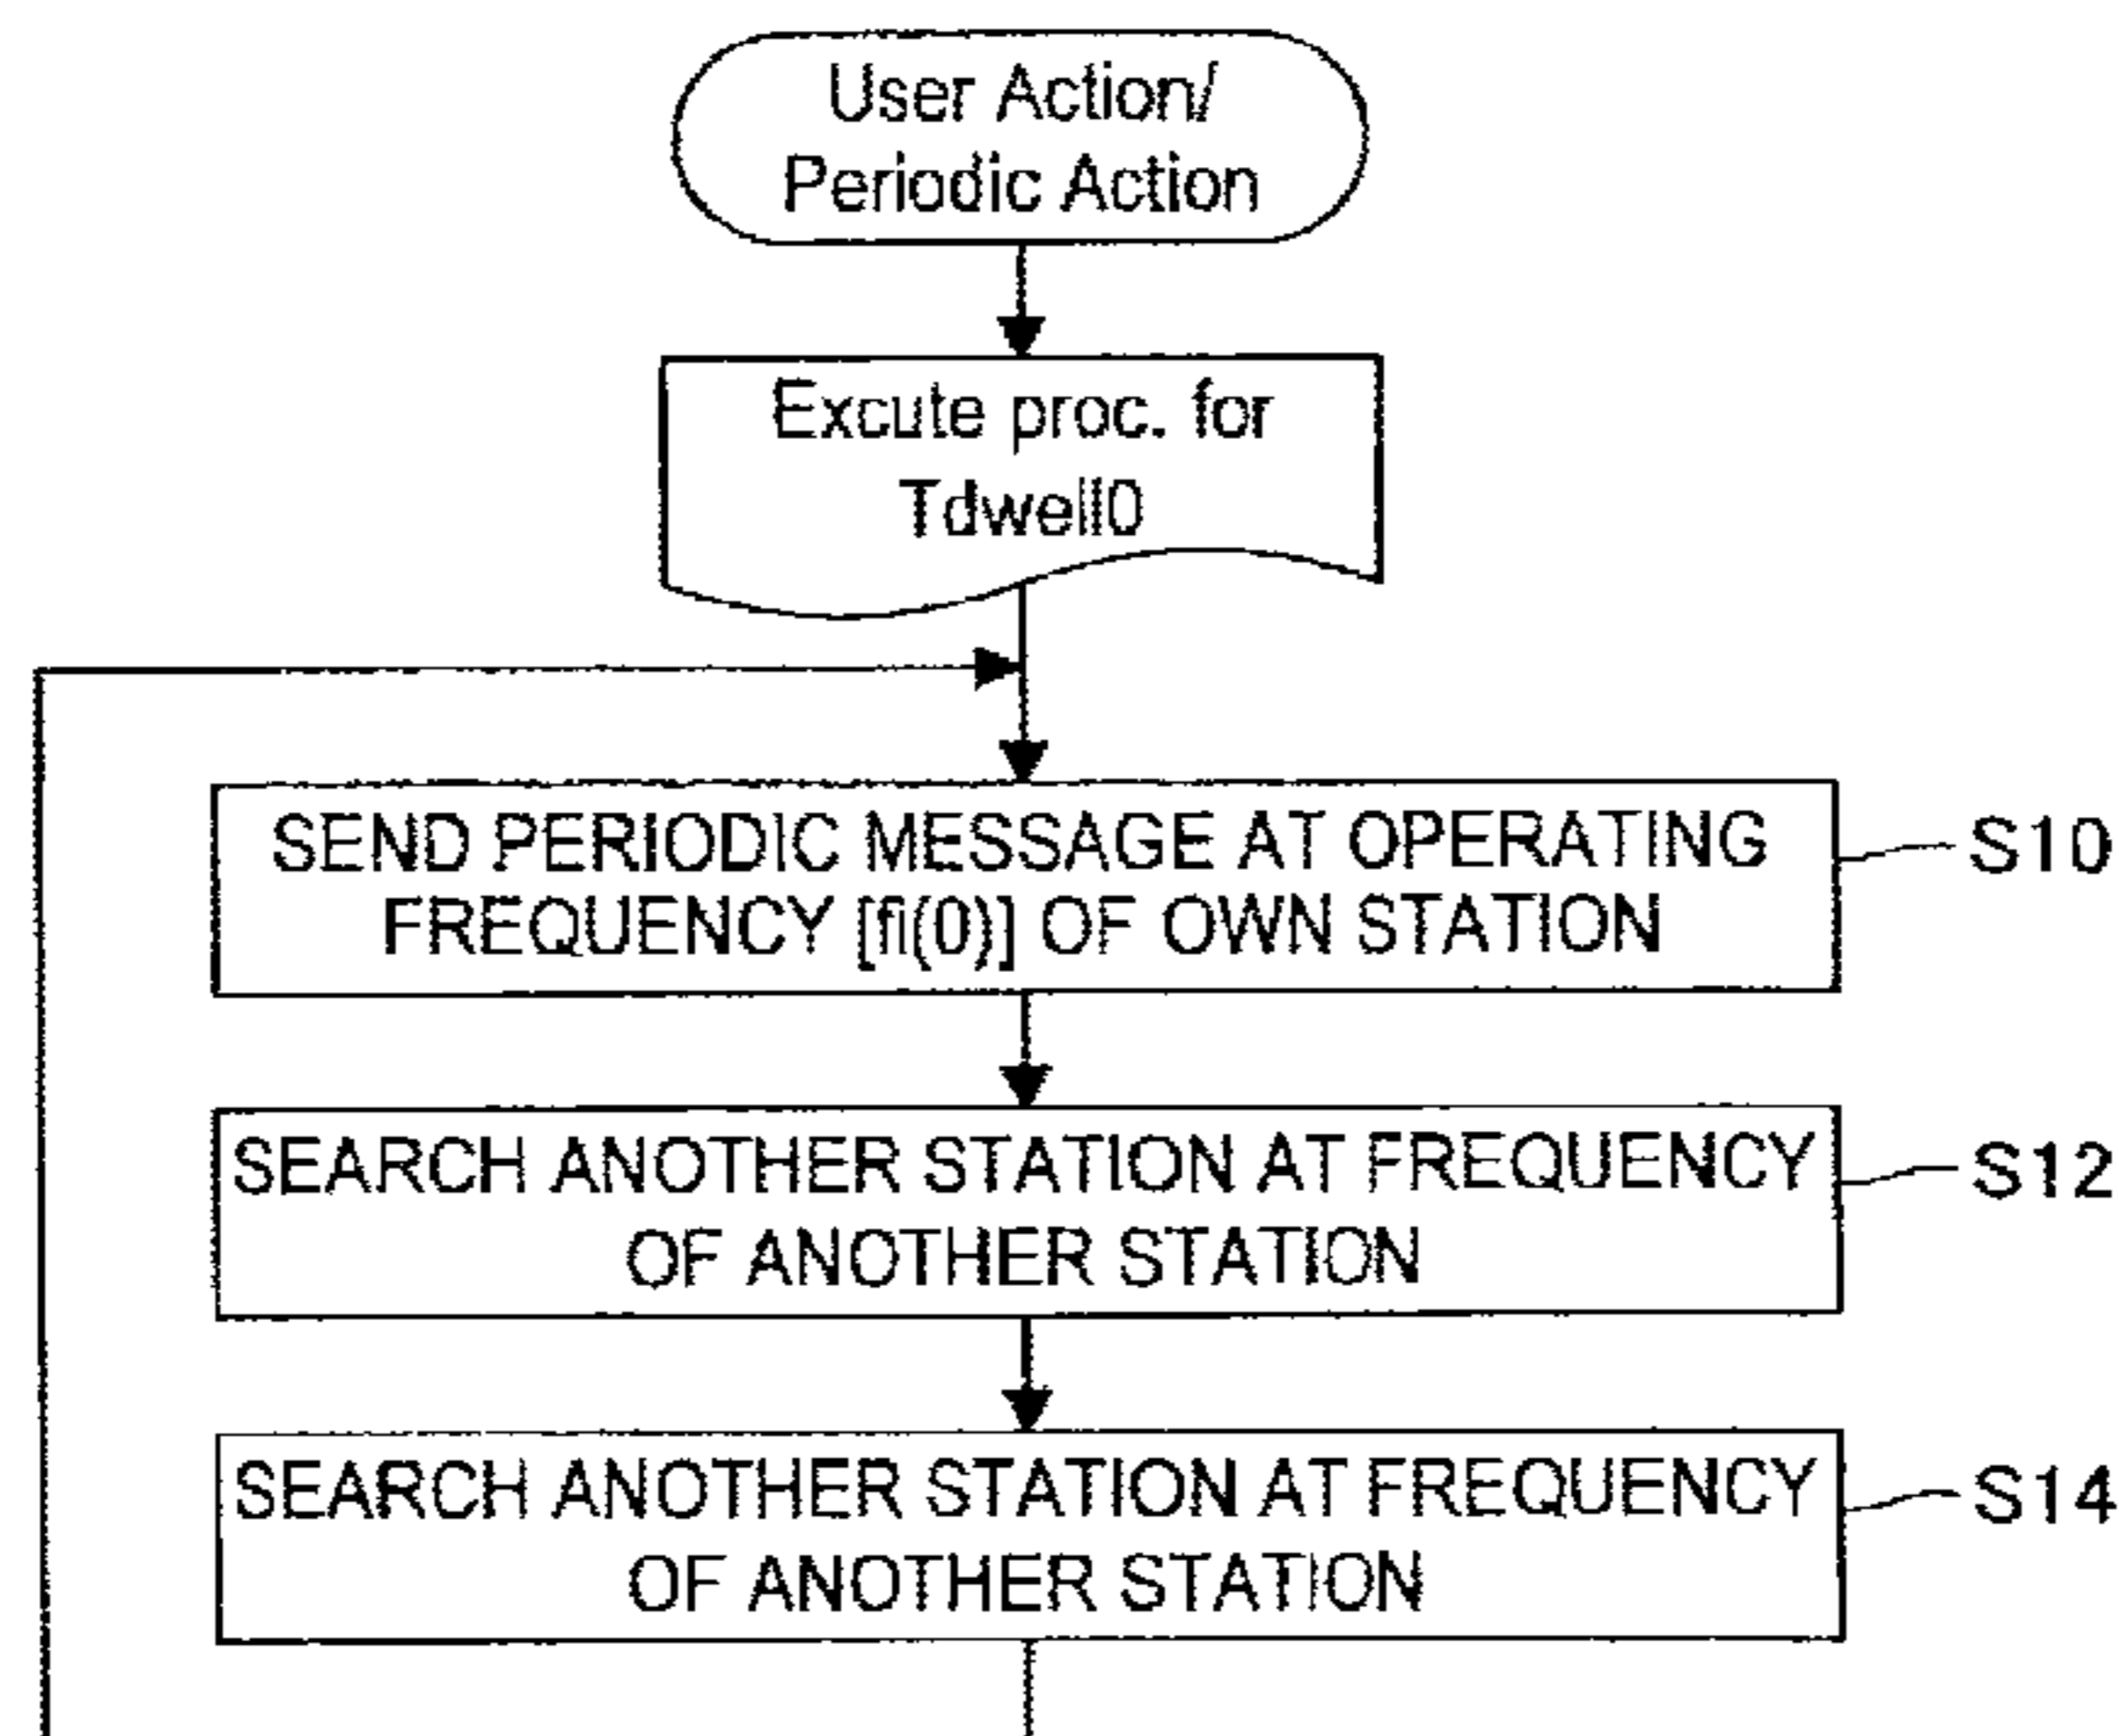 User Action/
Periodic Action
Excute proc. for
Tdwell0
SEND PERIODIC MESSAGE AT OPERATING
FREQUENCY [fi(0)] OF OWN STATION
S10
SEARCH ANOTHER STATION AT FREQUENCY
OF ANOTHER STATION
S12
SEARCH ANOTHER STATION AT FREQUENCY
OF ANOTHER STATION
S14